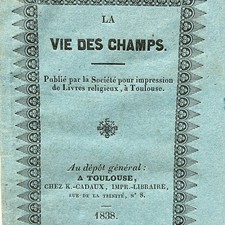 LA
VIE DES CHAMPS.
Publié par la Société pour impression
de Livres religieux, à Toulouse.
Au dépôt général :
A TOULOUSE,
CHEZ K.-CADAUX, IMPR.-LIBRAIRE,
RUE DE LA TRINITÉ, N° 8.
1838.